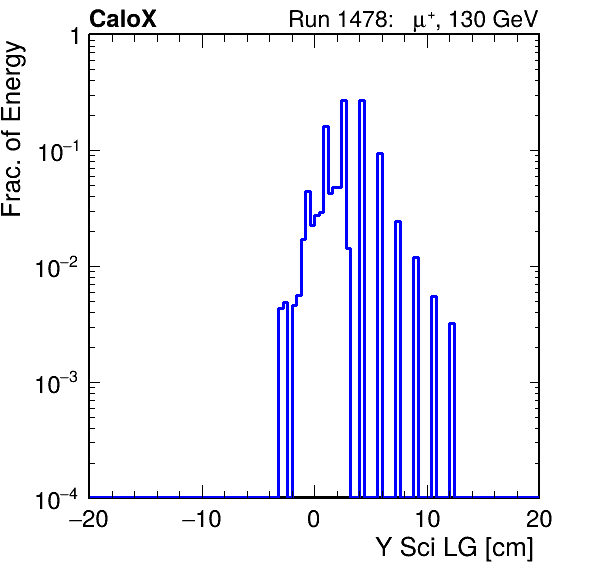 CaloX Run 1478: μ⁺, 130 GeV
Frac. of Energy
1
10⁻¹
10⁻²
10⁻³
10⁻⁴
−20 −10 0 10 20
Y Sci LG [cm]